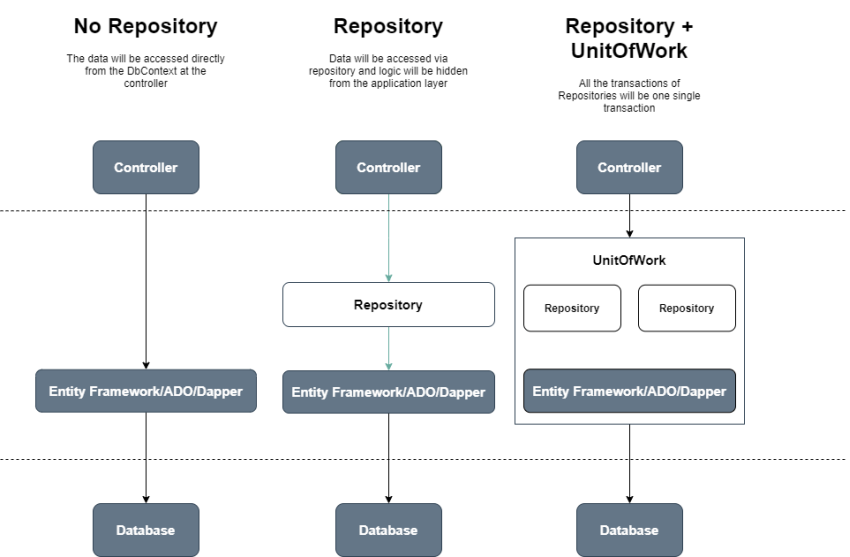 No Repository
The data will be accessed directly
from the DbContext at the
controller
Repository
Data will be accessed via
repository and logic will be hidden
from the application layer
Repository +
UnitOfWork
All the transactions of
Repositories will be one single
transaction
Controller
Controller
Controller
UnitOfWork
Repository
Repository
Repository
Entity Framework/ADO/Dapper
Entity Framework/ADO/Dapper
Entity Framework/ADO/Dapper
Database
Database
Database